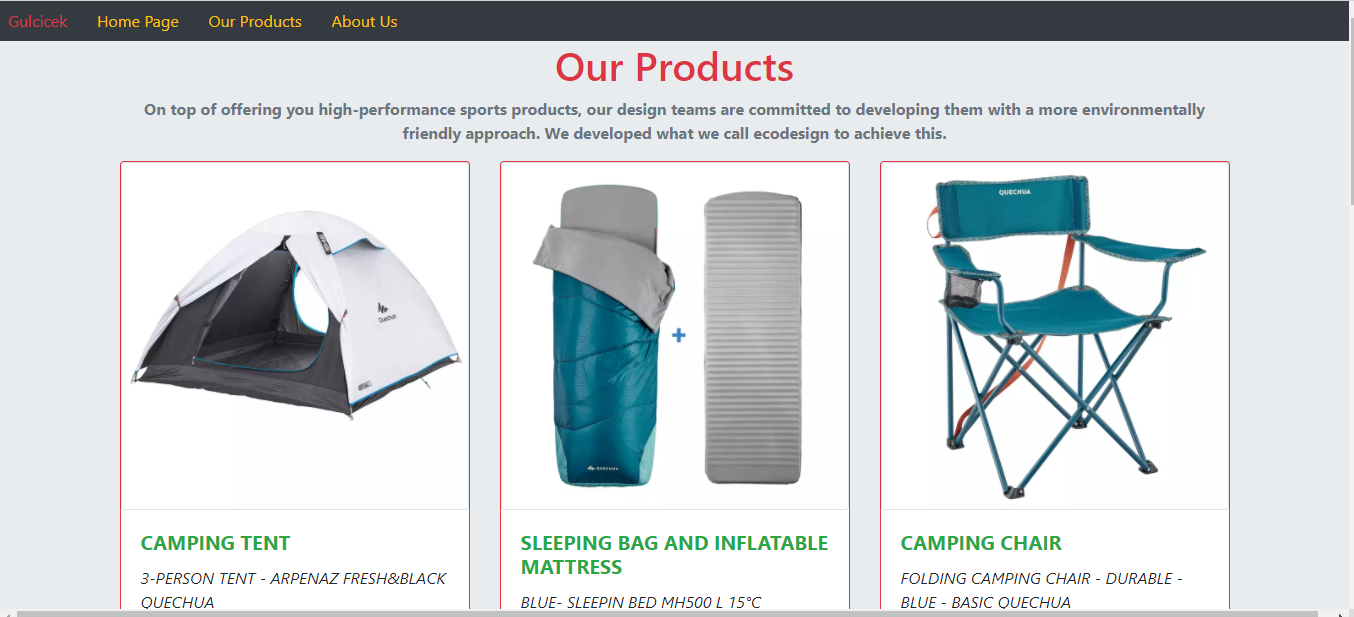 Gulcicek Home Page Our Products About Us
Our Products
On top of offering you high-performance sports products, our design teams are committed to developing them with a more environmentally
friendly approach. We developed what we call ecodesign to achieve this.
Quechua
QUECHUA
QUECHUA
CAMPING TENT
3-PERSON TENT - ARPENAZ FRESH&BLACK
QUECHUA
SLEEPING BAG AND INFLATABLE
MATTRESS
BLUE- SLEEPIN BED MH500 L 15°C
CAMPING CHAIR
FOLDING CAMPING CHAIR - DURABLE -
BLUE - BASIC QUECHUA